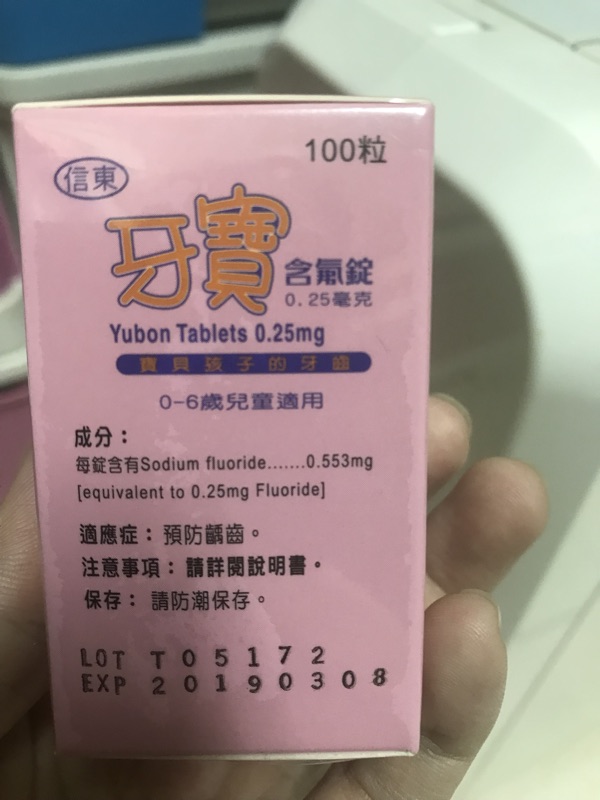 100粒
信東
牙寶 含氟錠
0.25毫克
Yubon Tablets 0.25mg
寶貝孩子的牙齒
0-6歲兒童適用
成分：
每錠含有Sodium fluoride.......0.553mg
[equivalent to 0.25mg Fluoride]
適應症：預防齲齒。
注意事項：請詳閱說明書。
保存：請防潮保存。
LOT T05172
EXP 20190308